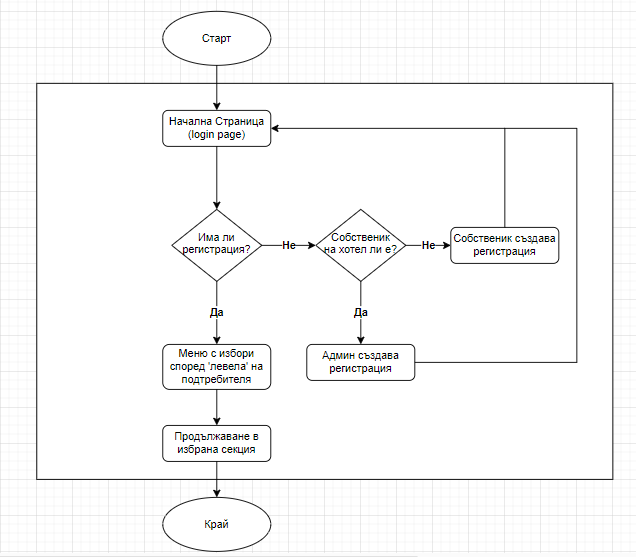 Старт
Начална Страница
(login page)
Има ли
регистрация?
Не
Собственик
на хотел ли е?
Не
Собственик създава
регистрация
Да
Да
Меню с избори
според 'левела' на
подтребителя
Админ създава
регистрация
Продължаване в
избрана секция
Край